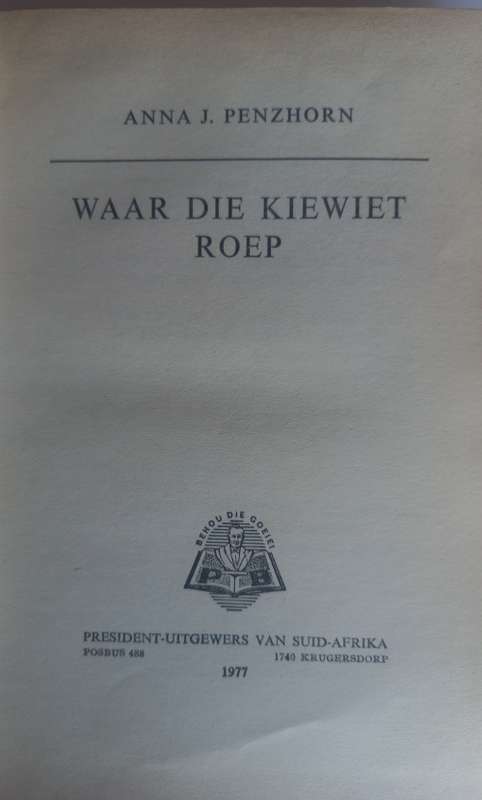 ANNA J. PENZHORN
WAAR DIE KIEWIET
ROEP
BEHOU DIE GOEIE!
P B
PRESIDENT-UITGEWERS VAN SUID-AFRIKA
POSBUS 488 1740 KRUGERSDORP
1977